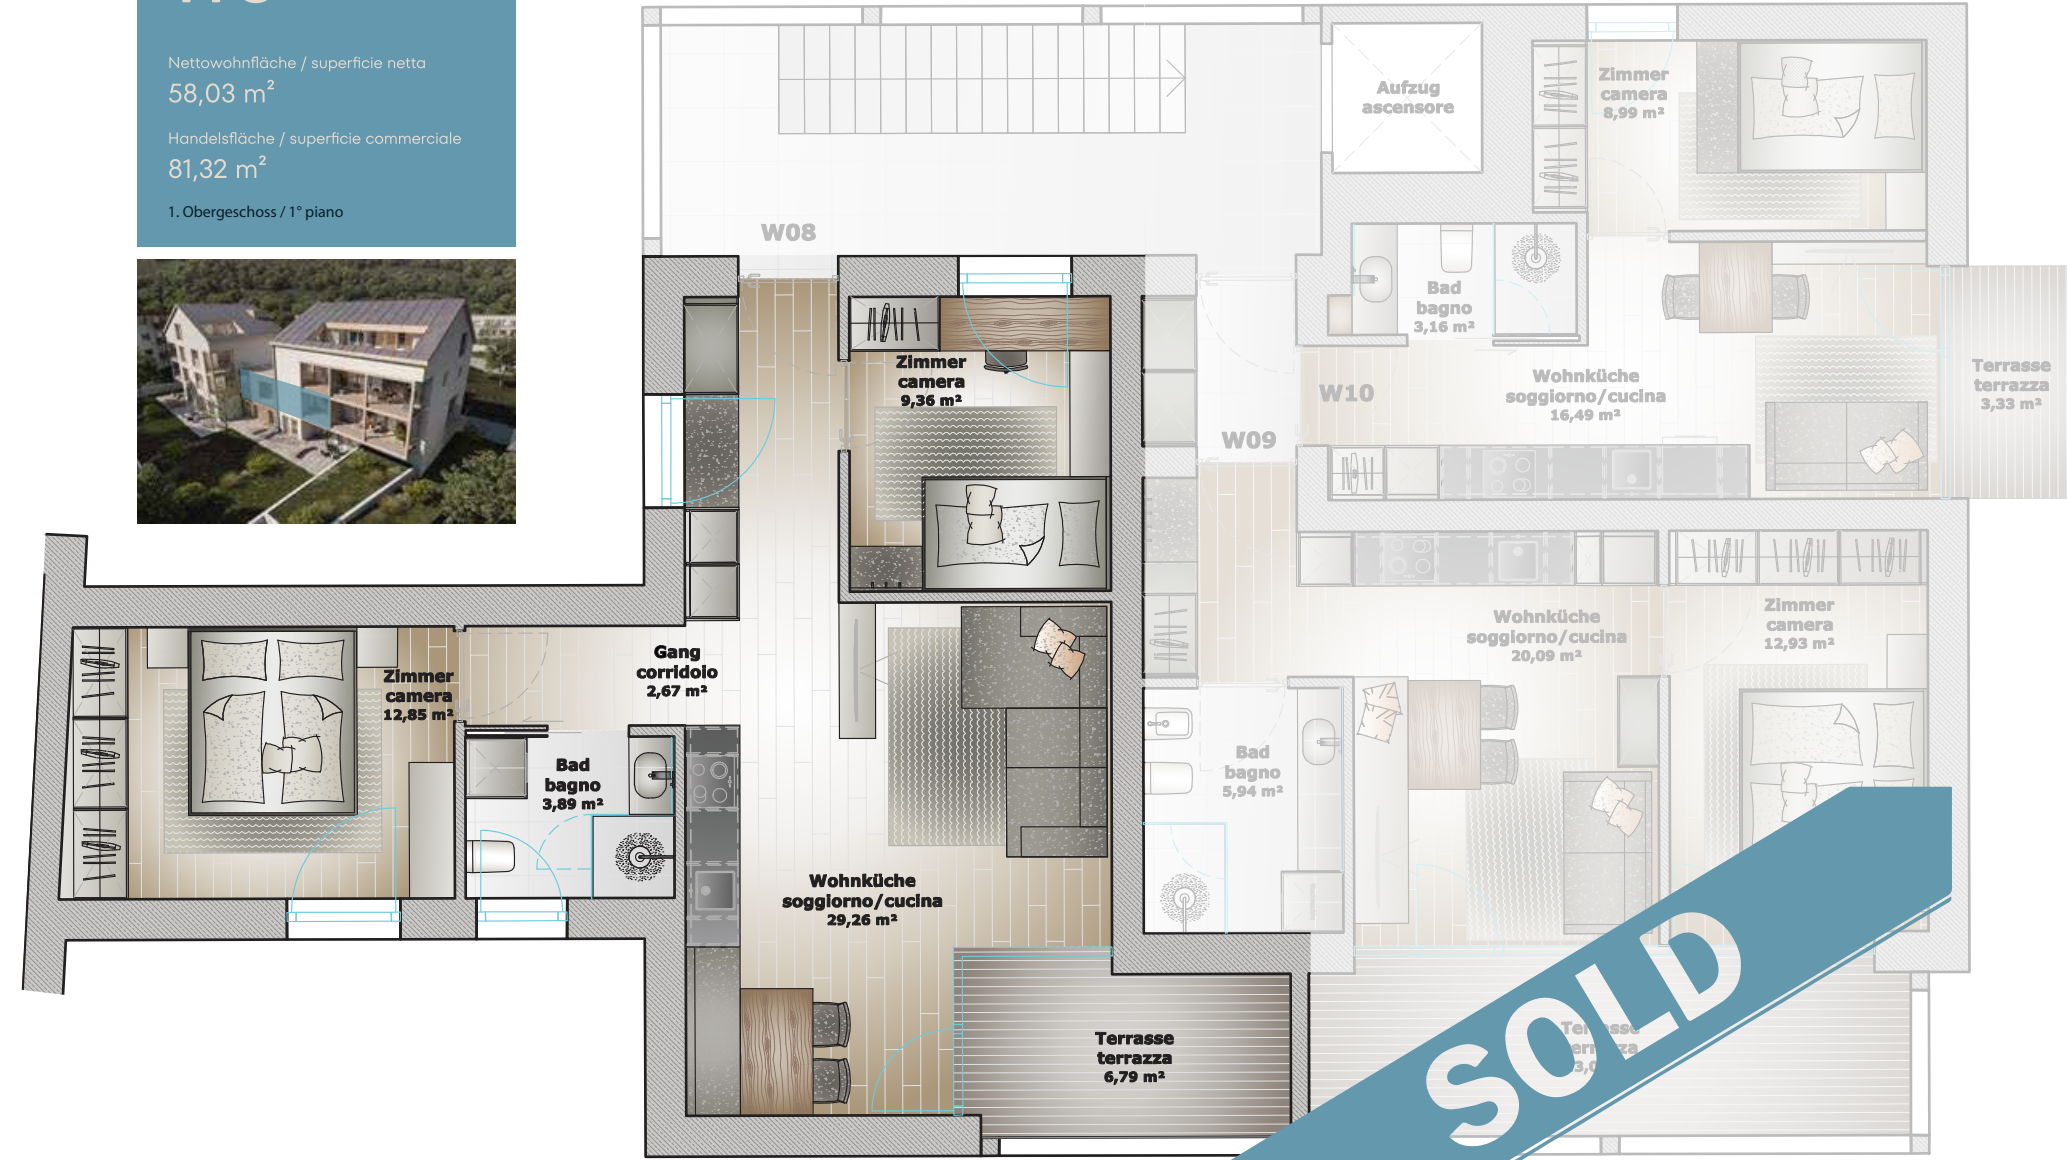 Nettowohnfläche / superficie netta
58,03 m²
Handelsfläche / superficie commerciale
81,32 m²
1. Obergeschoss / 1° piano
Aufzug
ascensore
Zimmer
camera
8,99 m²
W08
Bad
bagno
3,16 m²
Terrasse
terrazza
3,33 m²
Wohnküche
soggiorno/cucina
16,49 m²
W10
W09
Zimmer
camera
9,36 m²
Wohnküche
soggiorno/cucina
20,09 m²
Zimmer
camera
12,93 m²
Gang
corridoio
2,67 m²
Zimmer
camera
12,85 m²
Bad
bagno
3,89 m²
Bad
bagno
5,94 m²
Wohnküche
soggiorno/cucina
29,26 m²
Terrasse
terrazza
6,79 m²
SOLD